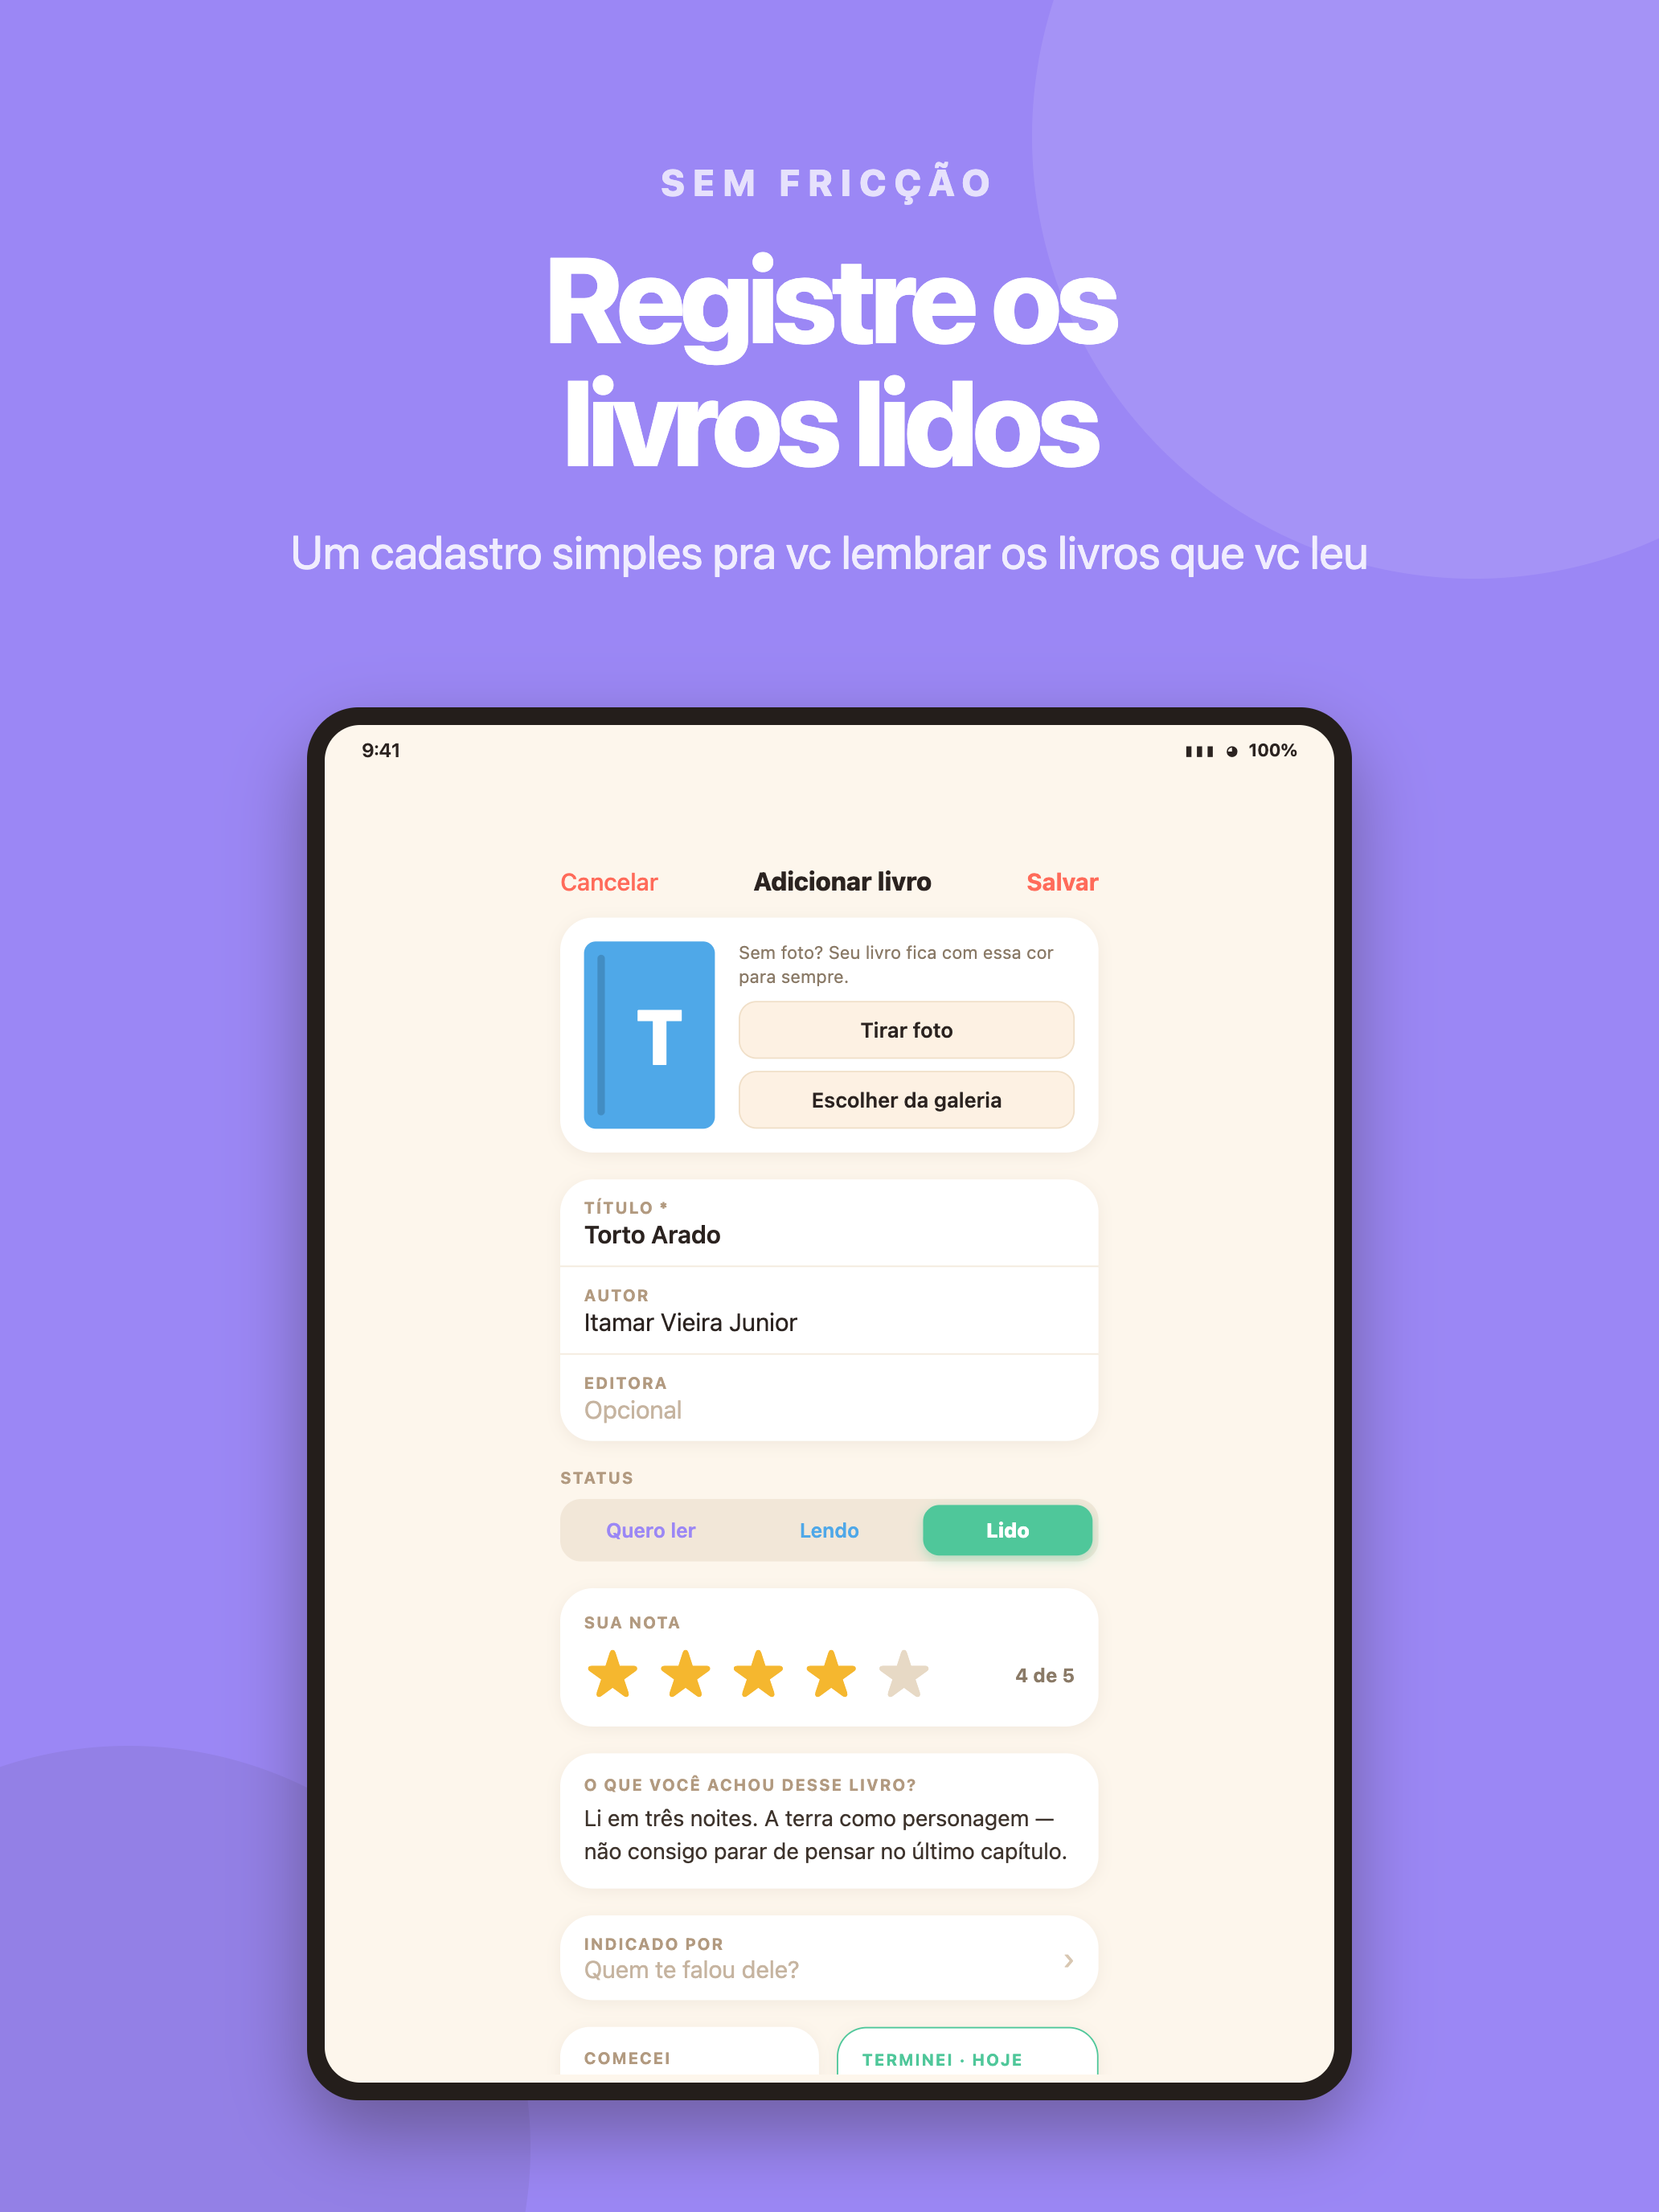 SEM FRICÇÃO
Registre os
livros lidos
Um cadastro simples pra vc lembrar os livros que vc leu
9:41
100%
Cancelar
Adicionar livro
Salvar
T
Sem foto? Seu livro fica com essa cor
para sempre.
Tirar foto
Escolher da galeria
TÍTULO *
Torto Arado
AUTOR
Itamar Vieira Junior
EDITORA
Opcional
STATUS
Quero ler
Lendo
Lido
SUA NOTA
4 de 5
O QUE VOCÊ ACHOU DESSE LIVRO?
Li em três noites. A terra como personagem —
não consigo parar de pensar no último capítulo.
INDICADO POR
Quem te falou dele?
COMECEI
TERMINEI · HOJE